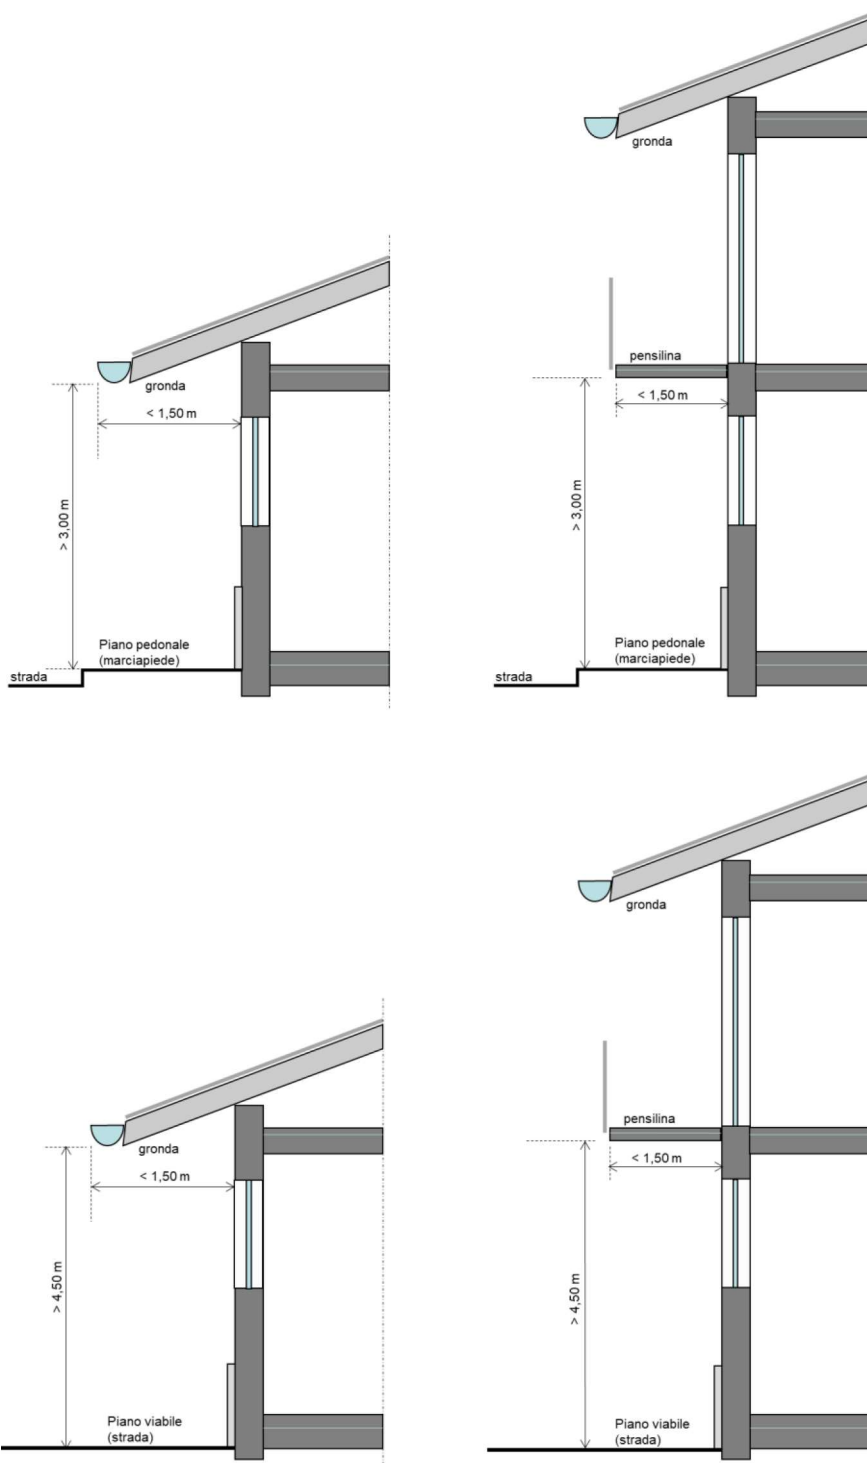 gronda
< 1,50 m
> 3,00 m
Piano pedonale
(marciapiede)
strada
gronda
pensilina
< 1,50 m
> 3,00 m
Piano pedonale
(marciapiede)
strada
gronda
< 1,50 m
> 4,50 m
Piano viabile
(strada)
gronda
pensilina
< 1,50 m
> 4,50 m
Piano viabile
(strada)